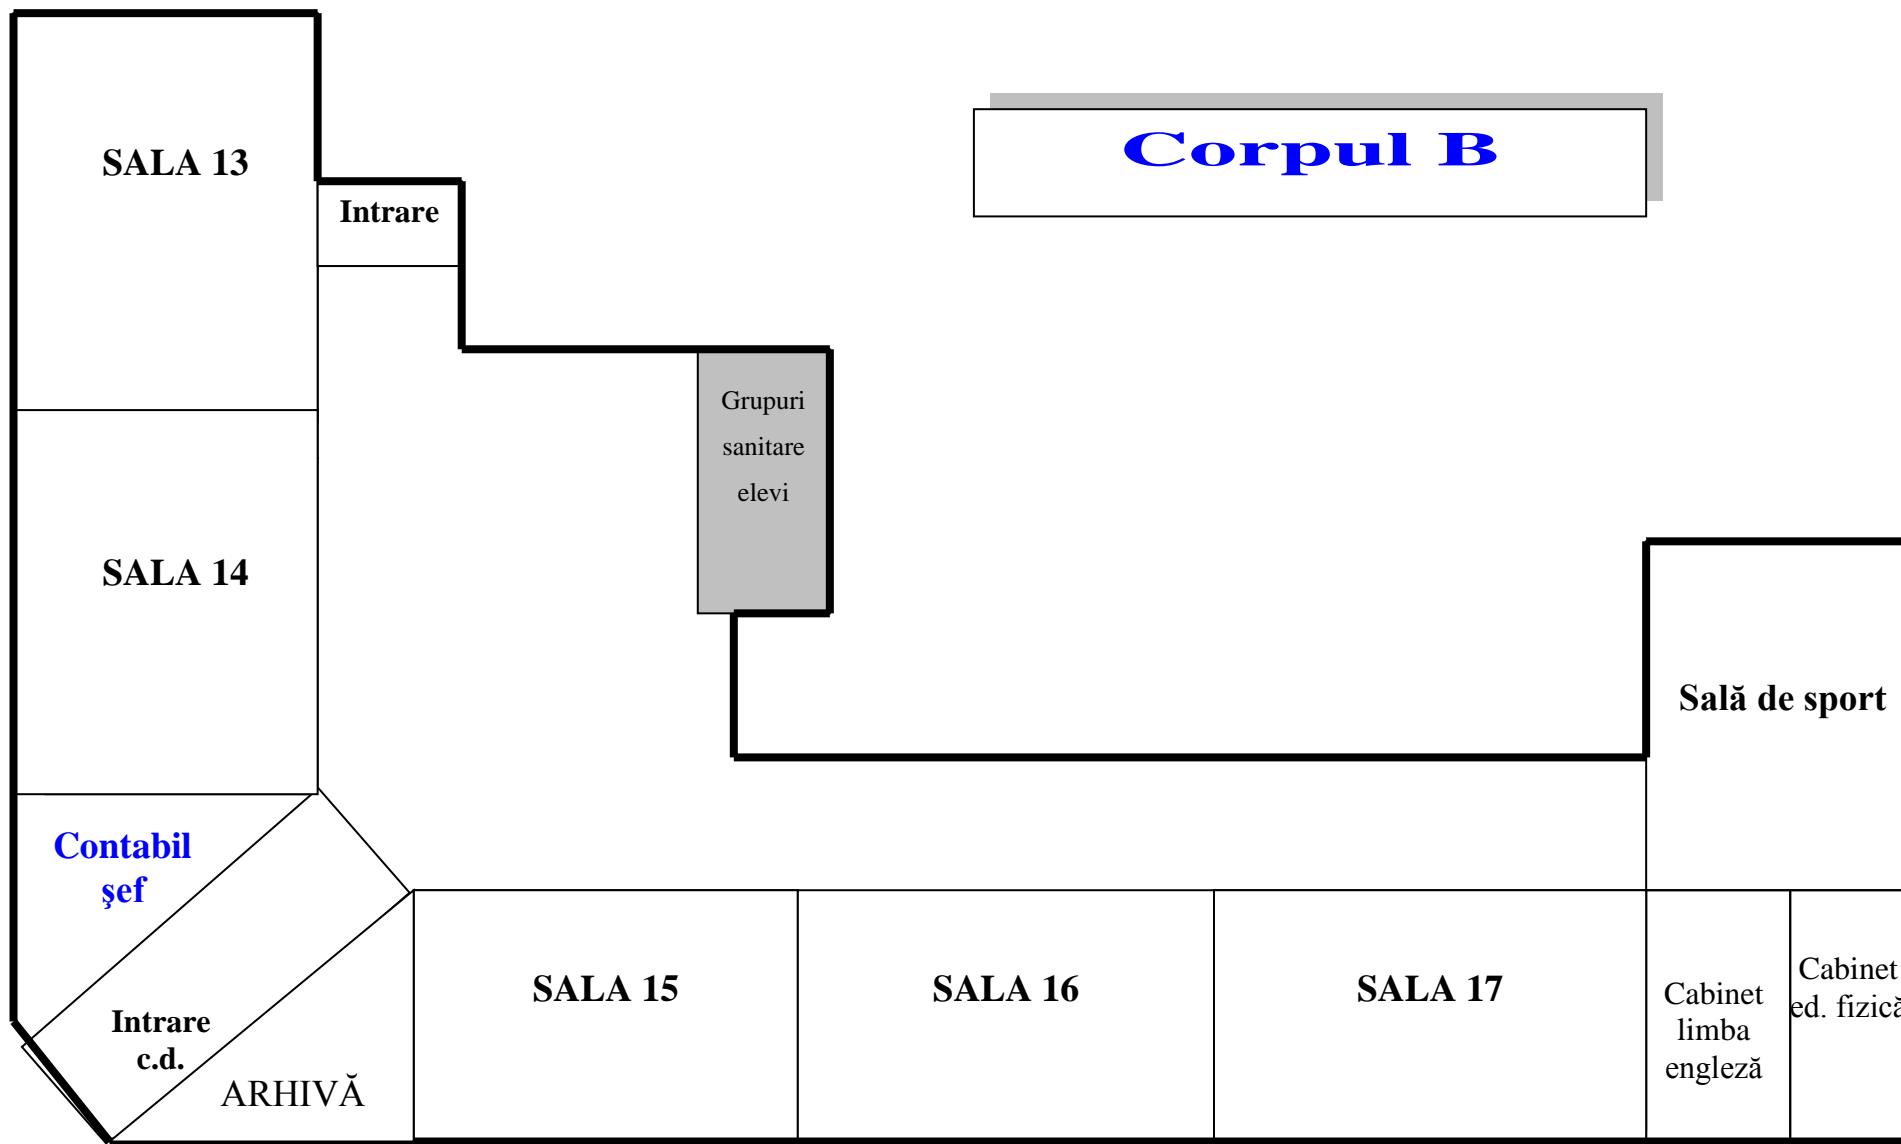 Corpul B
SALA 13
Intrare
Grupuri
sanitare
elevi
SALA 14
Sală de sport
Contabil
şef
Intrare
c.d.
ARHIVĂ
SALA 15
SALA 16
SALA 17
Cabinet
limba
engleză
Cabinet
ed. fizică